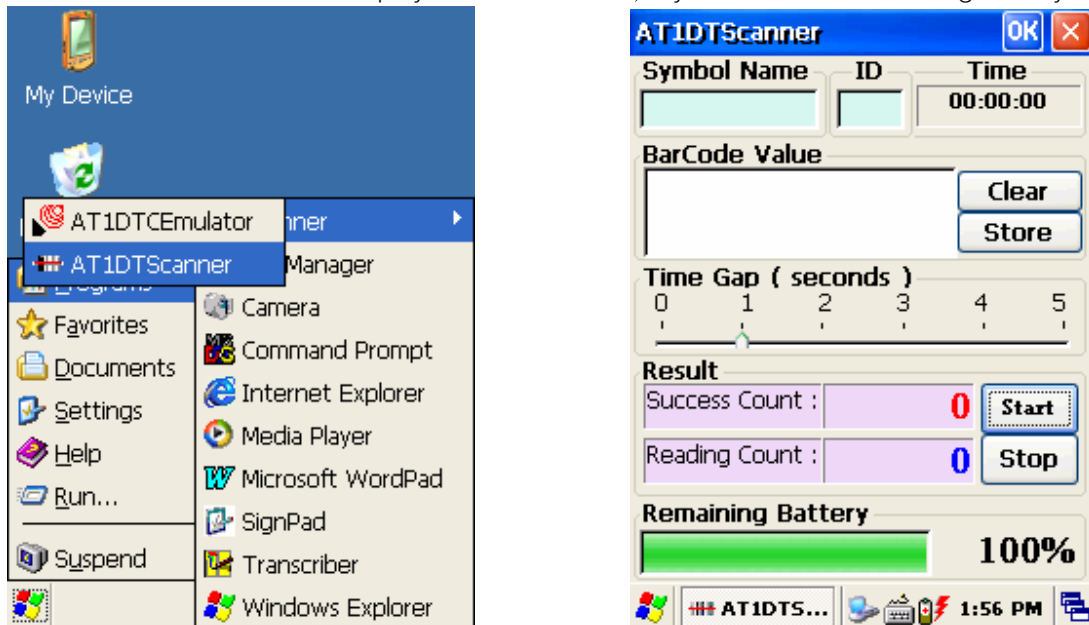 My Device
AT1DTCEmulator
AT1DTScanner
Manager
Programs
Camera
Favorites
Command Prompt
Documents
Internet Explorer
Settings
Media Player
Help
Microsoft WordPad
Run...
SignPad
Transcriber
Suspend
Windows Explorer
AT1DTScanner
OK
Symbol Name
ID
Time
00:00:00
BarCode Value
Clear
Store
Time Gap ( seconds )
0 1 2 3 4 5
Result
Success Count : 0
Start
Reading Count : 0
Stop
Remaining Battery
100%
AT1DTS...
1:56 PM